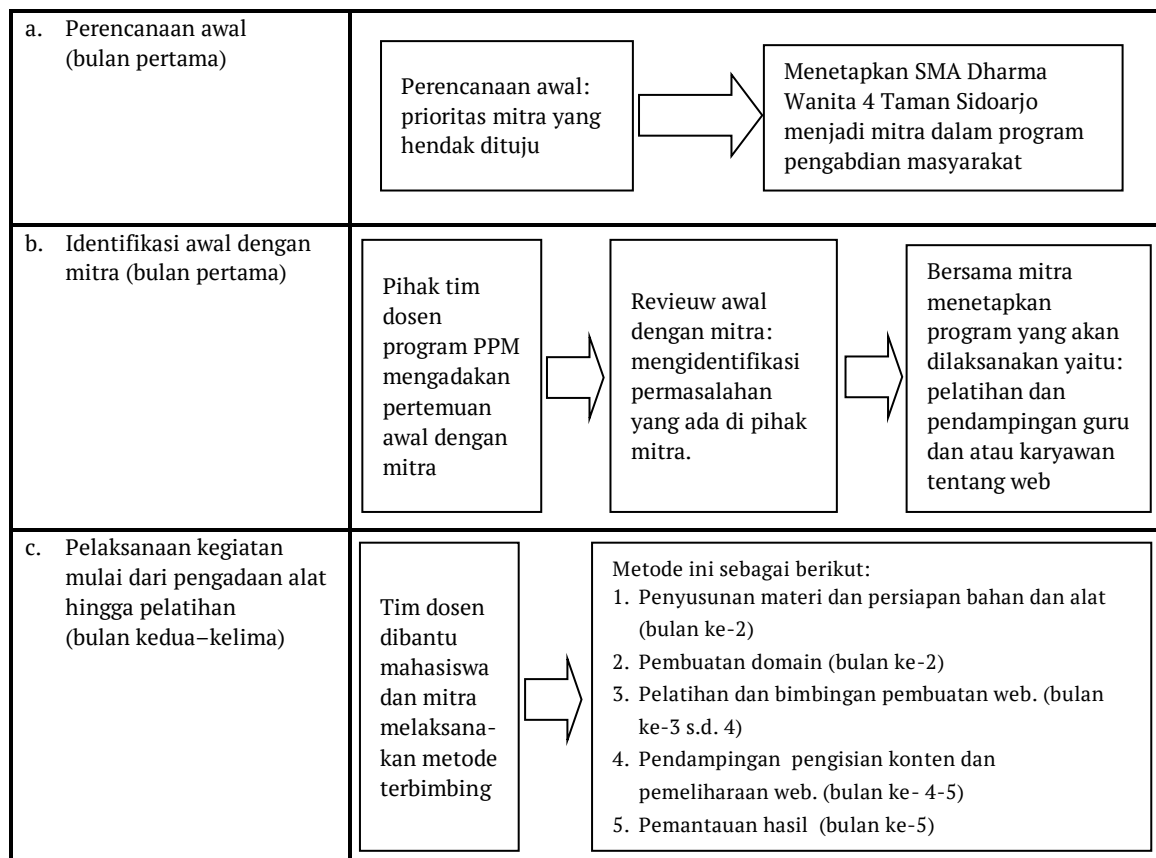 a. Perencanaan awal
(bulan pertama)
Perencanaan awal:
prioritas mitra yang
hendak dituju
Menetapkan SMA Dharma
Wanita 4 Taman Sidoarjo
menjadi mitra dalam program
pengabdian masyarakat
b. Identifikasi awal dengan
mitra (bulan pertama)
Pihak tim
dosen
program PPM
mengadakan
pertemuan
awal dengan
mitra
Revieuw awal
dengan mitra:
mengidentifikasi
permasalahan
yang ada di pihak
mitra.
Bersama mitra
menetapkan
program yang akan
dilaksanakan yaitu:
pelatihan dan
pendampingan guru
dan atau karyawan
tentang web
c. Pelaksanaan kegiatan
mulai dari pengadaan alat
hingga pelatihan
(bulan kedua–kelima)
Tim dosen
dibantu
mahasiswa
dan mitra
melaksana-
kan metode
terbimbing
Metode ini sebagai berikut:
1. Penyusunan materi dan persiapan bahan dan alat
(bulan ke-2)
2. Pembuatan domain (bulan ke-2)
3. Pelatihan dan bimbingan pembuatan web. (bulan
ke-3 s.d. 4)
4. Pendampingan pengisian konten dan
pemeliharaan web. (bulan ke- 4-5)
5. Pemantauan hasil (bulan ke-5)